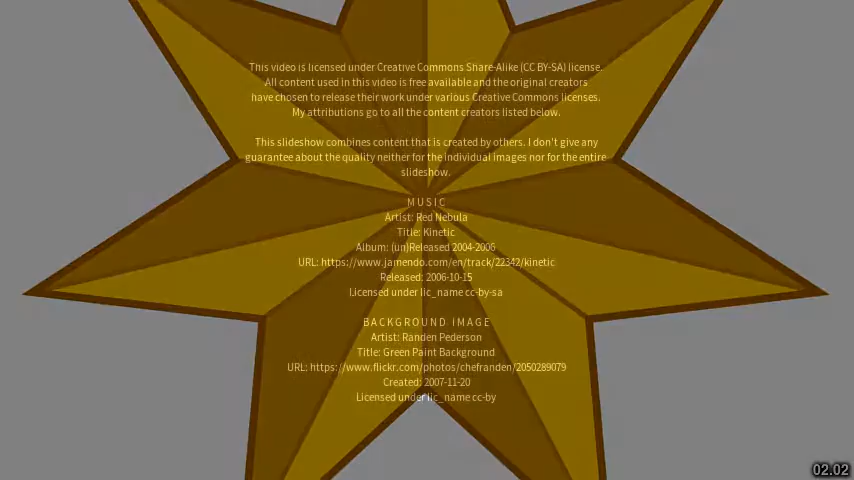 This video is licensed under Creative Commons Share-Alike (CC BY-SA) license.
All content used in this video is free available and the original creators
have chosen to release their work under various Creative Commons licenses.
My attributions go to all the content creators listed below.
This slideshow combines content that is created by others. I don't give any
guarantee about the quality neither for the individual images nor for the entire
slideshow.
MUSIC
Artist: Red Nebula
Title: Kinetic
Album: (un)Released 2004-2006
URL: https://www.jamendo.com/en/track/22342/kinetic
Released: 2006-10-15
Licensed under lic_name cc-by-sa
BACKGROUND IMAGE
Artist: Randen Pederson
Title: Green Paint Background
URL: https://www.flickr.com/photos/chefranden/2050289079
Created: 2007-11-20
Licensed under lic_name cc-by
02.02